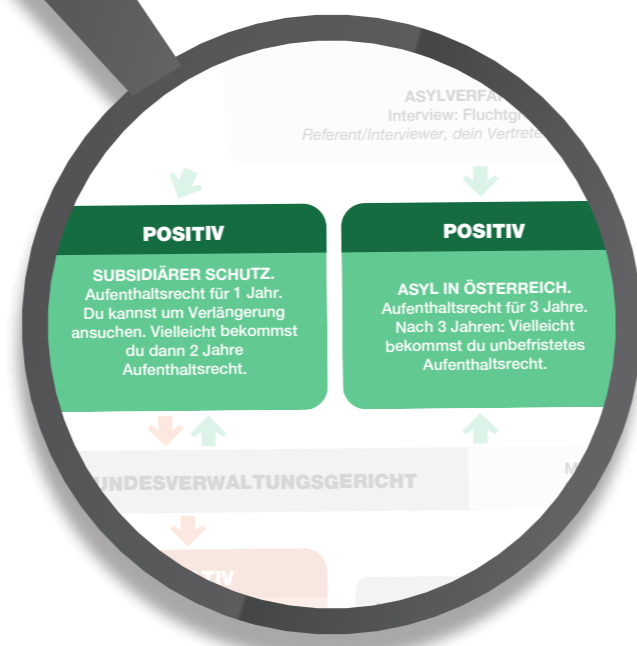 ASYLVERFA
Interview: Fluchtgr
Referent/Interviewer, dein Vertrete
POSITIV
SUBSIDIÄRER SCHUTZ.
Aufenthaltsrecht für 1 Jahr.
Du kannst um Verlängerung
ansuchen. Vielleicht bekommst
du dann 2 Jahre
Aufenthaltsrecht.
POSITIV
ASYL IN ÖSTERREICH.
Aufenthaltsrecht für 3 Jahre.
Nach 3 Jahren: Vielleicht
bekommst du unbefristetes
Aufenthaltsrecht.
UNDESVERWALTUNGSGERICHT
M
TIV